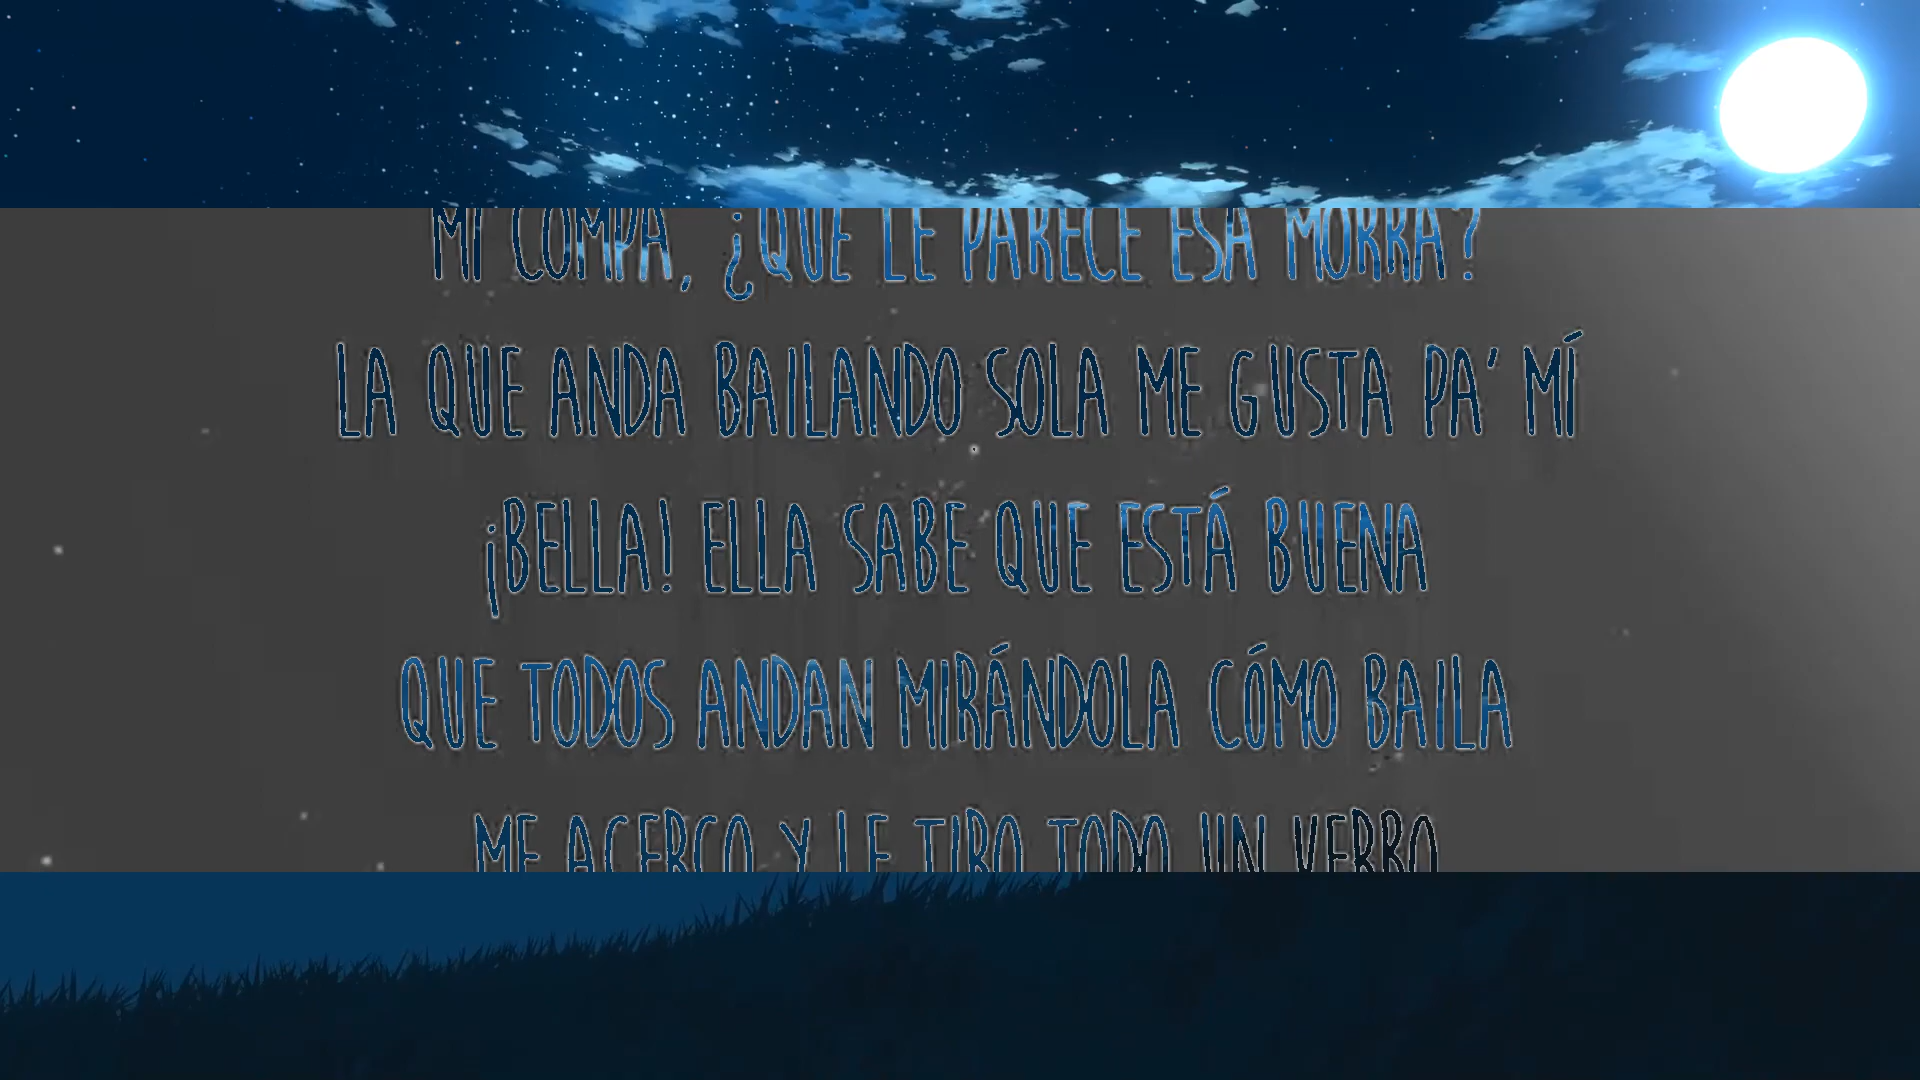 MI COMPA, ¿QUÉ LE PARECE ESA MORRA?
LA QUE ANDA BAILANDO SOLA ME GUSTA PA' MÍ
¡BELLA! ELLA SABE QUE ESTÁ BUENA
QUE TODOS ANDAN MIRÁNDOLA CÓMO BAILA
ME ACERCO Y LE TIRO TODO UN VERBO